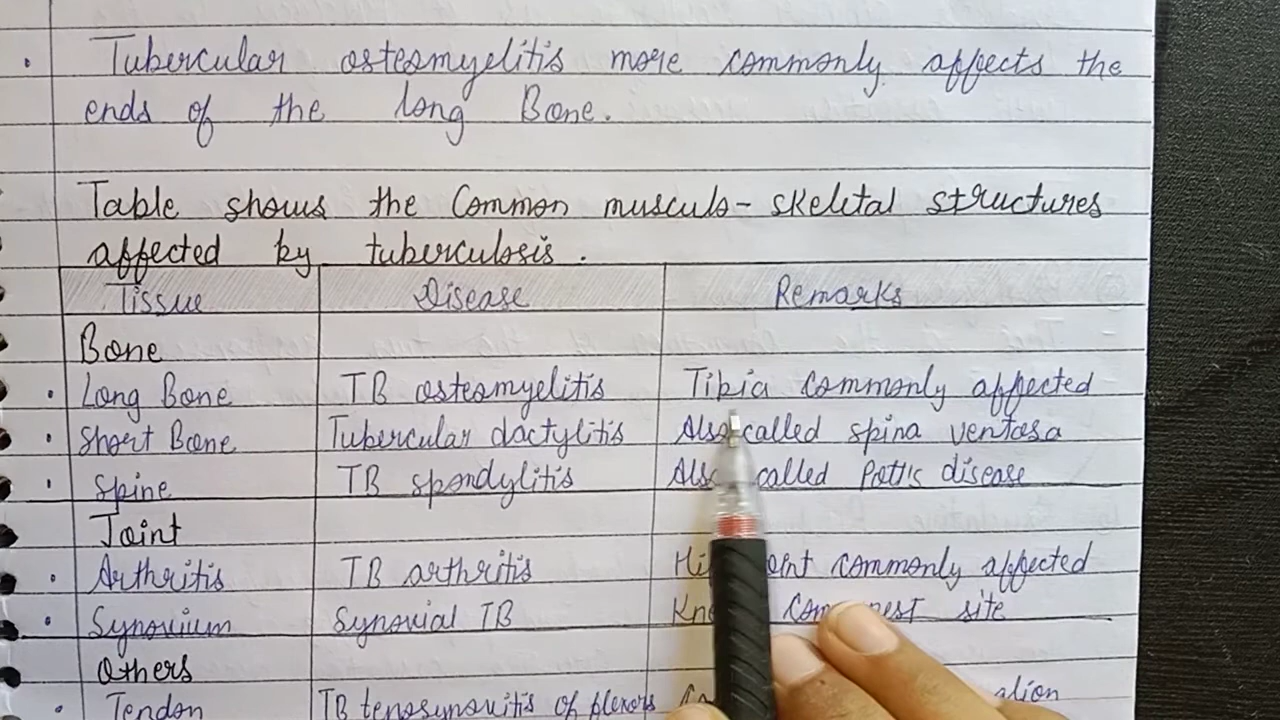 Tubercular osteomyelitis more commonly affects the
ends of the long Bone.
Table shows the Common musculo-skeletal structures
affected by tuberculosis.
Tissue Disease Remarks
Bone
Long Bone TB osteomyelitis Tibia commonly affected
Short Bone Tubercular dactylitis Also called spina ventosa
Spine TB spondylitis Also called Pott's disease
Joint
Arthritis TB arthritis commonly affected
Synovium Synovial TB site
Others
Tendon TB tenosynovitis of flexors